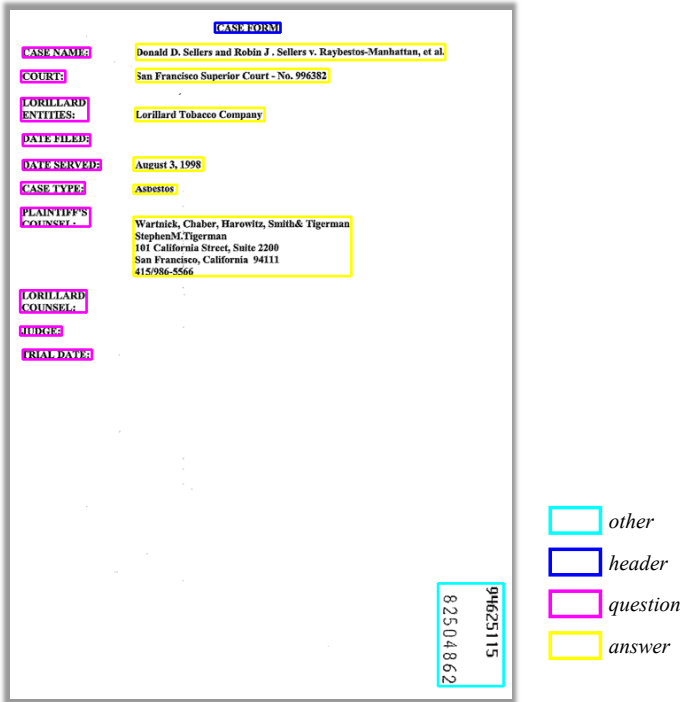 CASE FORM
CASE NAME: Donald D. Sellers and Robin J . Sellers v. Raybestos-Manhattan, et al.
COURT: San Francisco Superior Court - No. 996382
LORILLARD
ENTITIES: Lorillard Tobacco Company
DATE FILED:
DATE SERVED: August 3, 1998
CASE TYPE: Asbestos
PLAINTIFF'S
COUNSEL: Wartnick, Chaber, Harowitz, Smith& Tigerman
StephenM.Tigerman
101 California Street, Suite 2200
San Francisco, California 94111
415/986-5566
LORILLARD
COUNSEL:
JUDGE:
TRIAL DATE:
94625115
82504862
other
header
question
answer